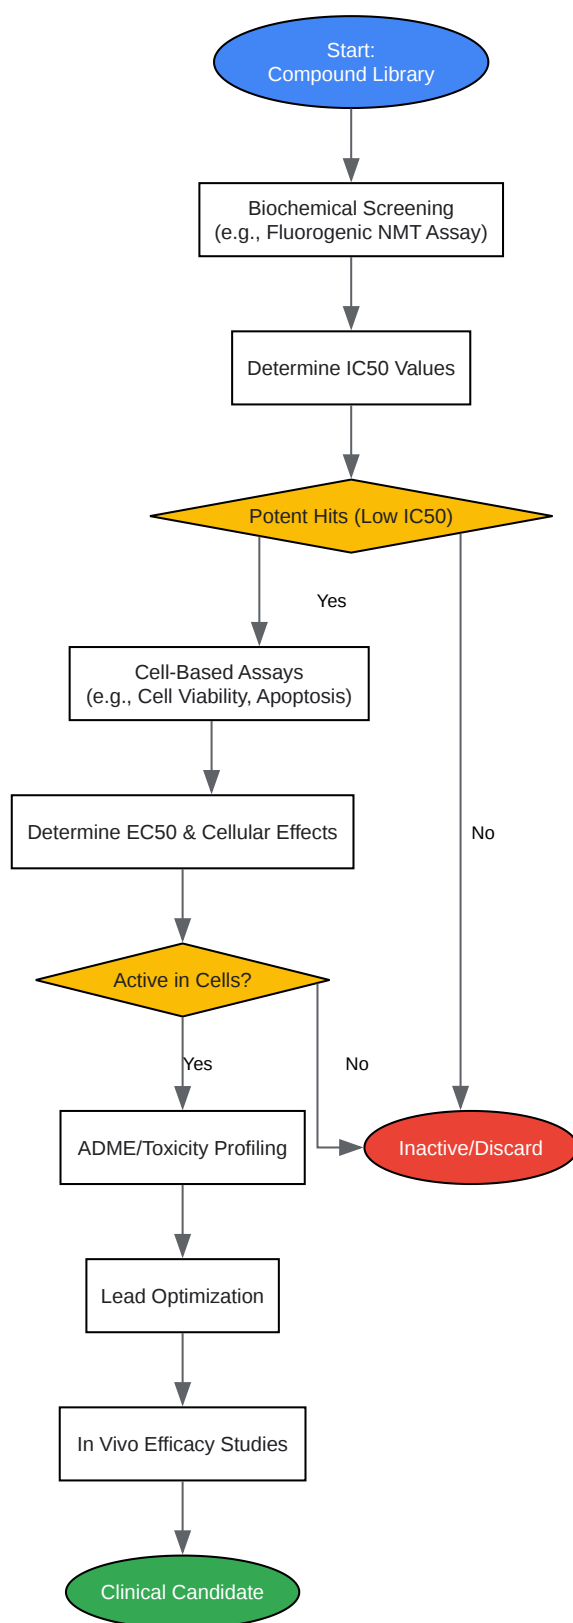 Start:
Compound Library
Biochemical Screening
(e.g., Fluorogenic NMT Assay)
Determine IC50 Values
Potent Hits (Low IC50)
Yes
Cell-Based Assays
(e.g., Cell Viability, Apoptosis)
Determine EC50 & Cellular Effects
No
Active in Cells?
Yes
No
ADME/Toxicity Profiling
Inactive/Discard
Lead Optimization
In Vivo Efficacy Studies
Clinical Candidate